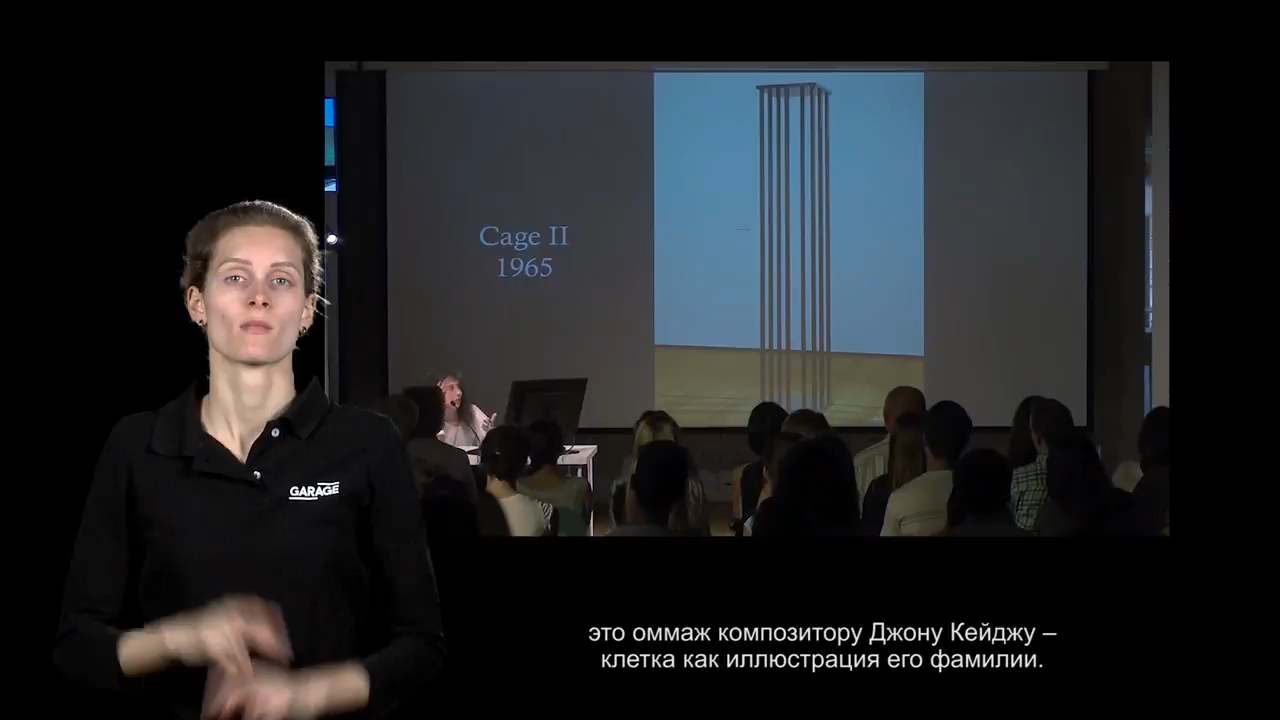 Cage II
1965
GARAGE
это оммаж композитору Джону Кейджу –
клетка как иллюстрация его фамилии.